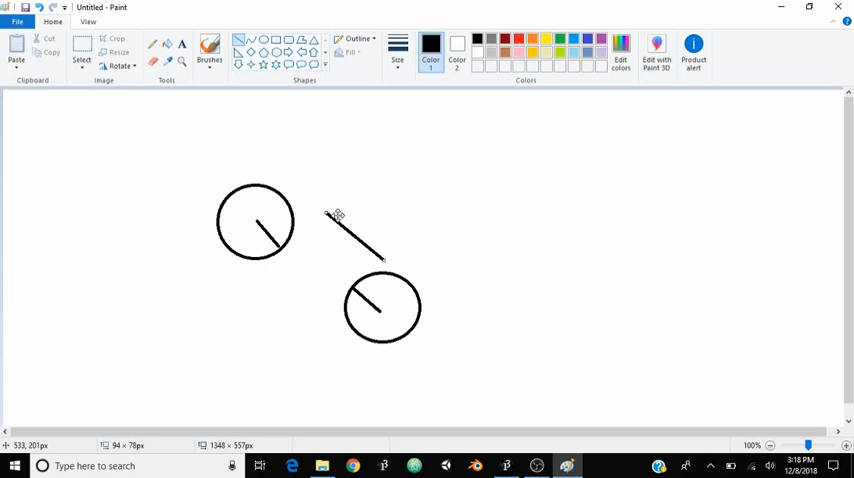 Untitled - Paint
File Home View
Paste
Cut
Copy
Clipboard
Select
Crop
Resize
Rotate
Image
A
Tools
Brushes
Outline
Fill
Shapes
Size
Color 1
Color 2
Edit colors
Colors
Edit with Paint 3D
Product alert
533, 201px 94 × 78px 1348 × 557px 100%
Type here to search
3:18 PM
12/8/2018